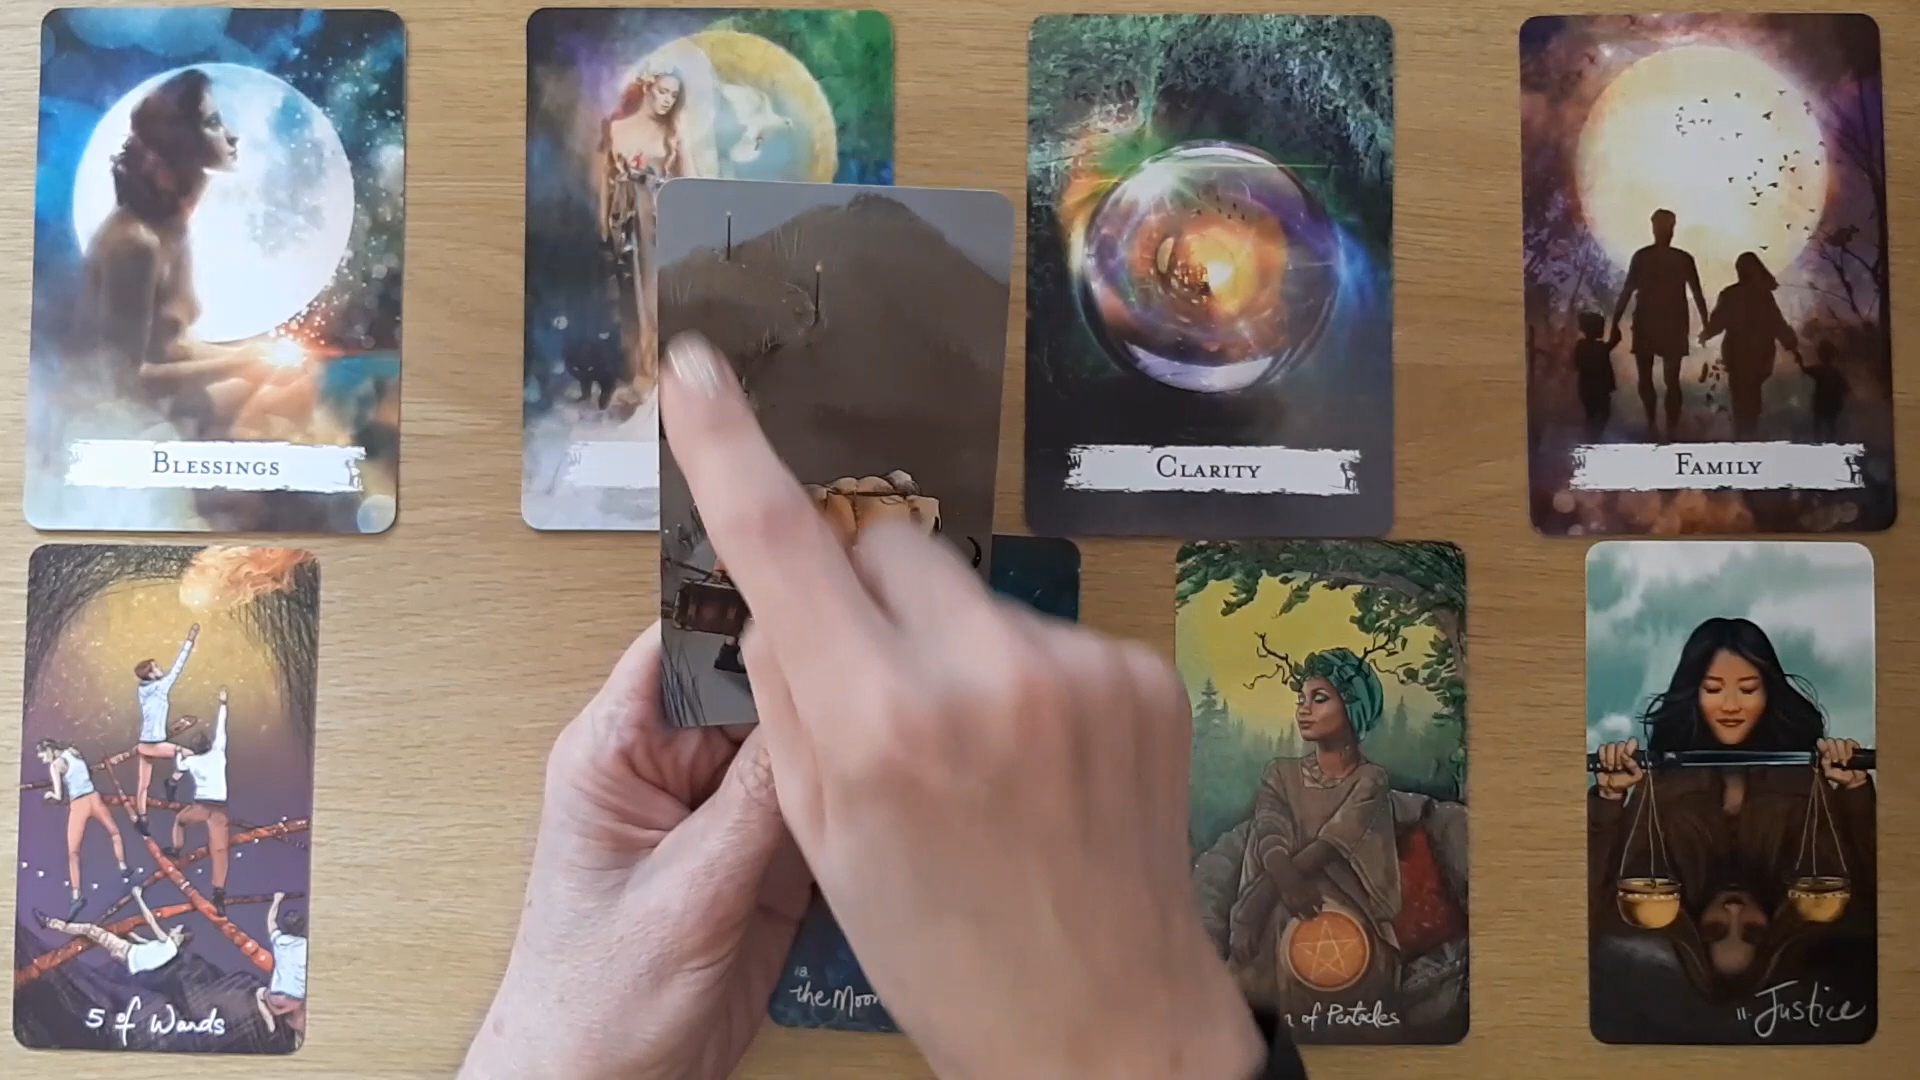 BLESSINGS
CLARITY
FAMILY
5 of Wands
18.
the Moon
of Pentacles
11. Justice